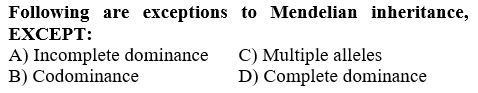 Following are exceptions to Mendelian inheritance,
EXCEPT:
A) Incomplete dominance C) Multiple alleles
B) Codominance D) Complete dominance